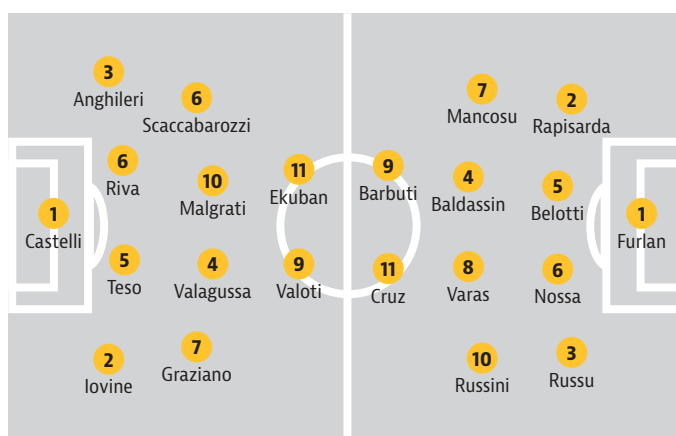 3
Anghileri
6
Scaccabarozzi
6
Riva
10
Malgrati
11
Ekuban
1
Castelli
5
Teso
4
Valagussa
9
Valoti
2
Iovine
7
Graziano
7
Mancosu
2
Rapisarda
9
Barbuti
4
Baldassin
5
Belotti
1
Furlan
11
Cruz
8
Varas
6
Nossa
10
Russini
3
Russu